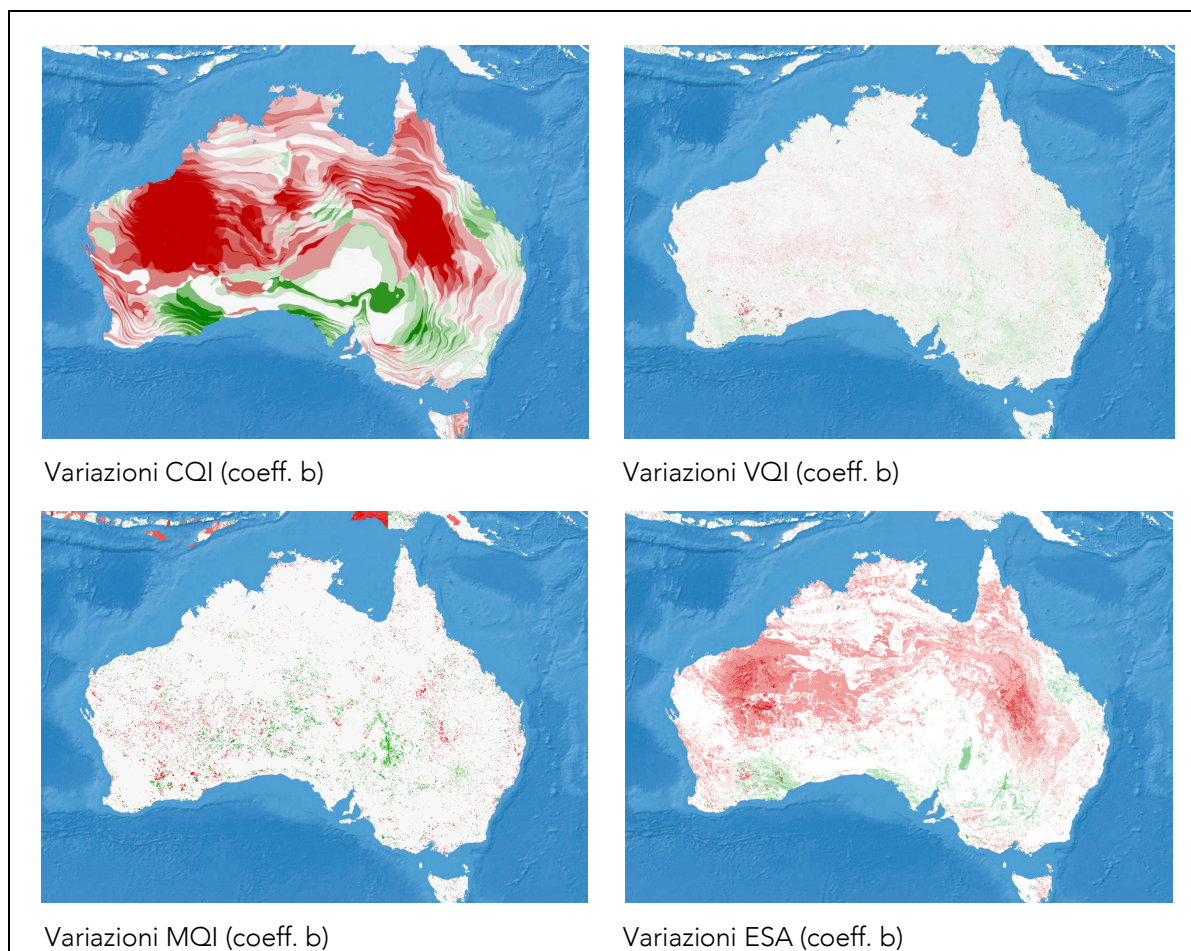 Variazioni CQI (coeff. b)
Variazioni VQI (coeff. b)
Variazioni MQI (coeff. b)
Variazioni ESA (coeff. b)